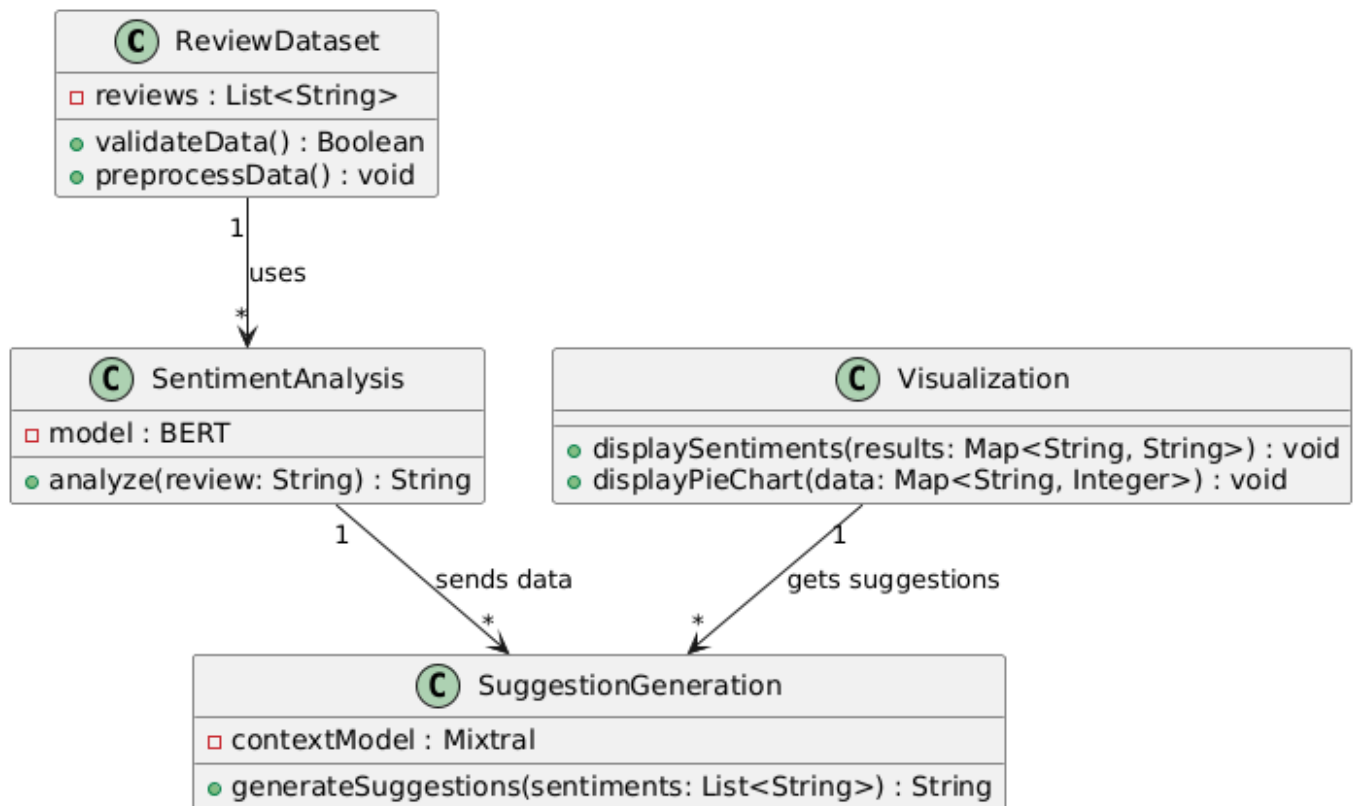 C ReviewDataset
reviews : List<String>
validateData() : Boolean
preprocessData() : void
1
uses
*
C SentimentAnalysis
model : BERT
analyze(review: String) : String
C Visualization
displaySentiments(results: Map<String, String>) : void
displayPieChart(data: Map<String, Integer>) : void
1
sends data
*
1
gets suggestions
*
C SuggestionGeneration
contextModel : Mixtral
generateSuggestions(sentiments: List<String>) : String